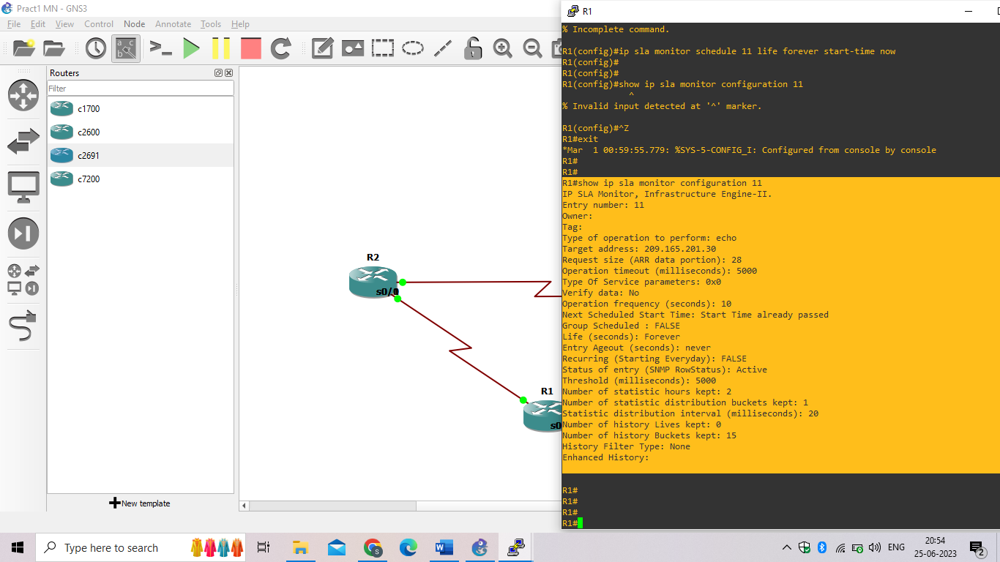 Pract1 MN - GNS3
File Edit View Control Node Annotate Tools Help
Routers
Filter
c1700
c2600
c2691
c7200
New template
R2
s0/0
R1
s0
R1
% Incomplete command.
R1(config)#ip sla monitor schedule 11 life forever start-time now
R1(config)#
R1(config)#
R1(config)#show ip sla monitor configuration 11
^
% Invalid input detected at '^' marker.
R1(config)#^Z
R1#exit
*Mar  1 00:59:55.779: %SYS-5-CONFIG_I: Configured from console by console
R1#
R1#
R1#show ip sla monitor configuration 11
IP SLA Monitor, Infrastructure Engine-II.
Entry number: 11
Owner:
Tag:
Type of operation to perform: echo
Target address: 209.165.201.30
Request size (ARR data portion): 28
Operation timeout (milliseconds): 5000
Type Of Service parameters: 0x0
Verify data: No
Operation frequency (seconds): 10
Next Scheduled Start Time: Start Time already passed
Group Scheduled : FALSE
Life (seconds): Forever
Entry Ageout (seconds): never
Recurring (Starting Everyday): FALSE
Status of entry (SNMP RowStatus): Active
Threshold (milliseconds): 5000
Number of statistic hours kept: 2
Number of statistic distribution buckets kept: 1
Statistic distribution interval (milliseconds): 20
Number of history Lives kept: 0
Number of history Buckets kept: 15
History Filter Type: None
Enhanced History:
R1#
R1#
R1#
R1#
Type here to search
ENG
20:54
25-06-2023
2